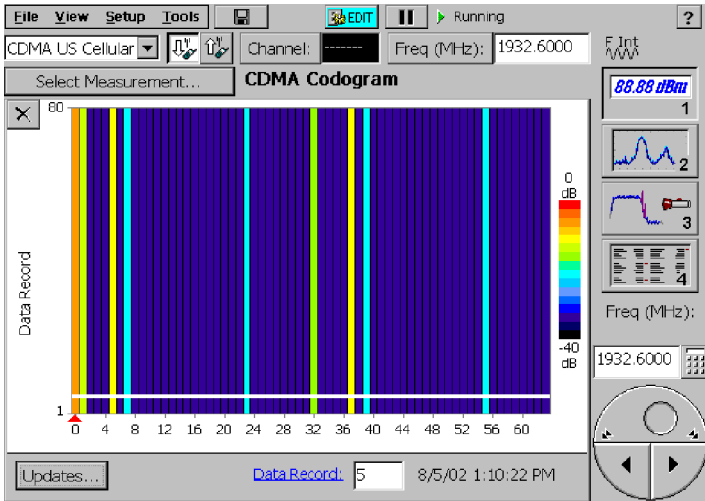 File View Setup Tools EDIT Running ?
CDMA US Cellular Channel: ------- Freq (MHz): 1932.6000 F Int
Select Measurement... CDMA Codogram
88.88 dBm
1
2
3
4
80
Data Record
1
0 4 8 12 16 20 24 28 32 36 40 44 48 52 56 60
0
dB
-40
dB
Freq (MHz):
1932.6000
Updates... Data Record: 5 8/5/02 1:10:22 PM